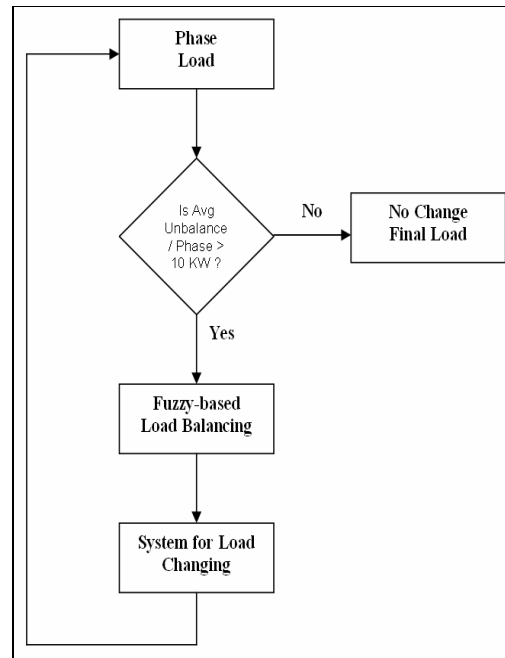 Phase
Load
Is Avg
Unbalance
/ Phase >
10 KW ?
No
No Change
Final Load
Yes
Fuzzy-based
Load Balancing
System for Load
Changing